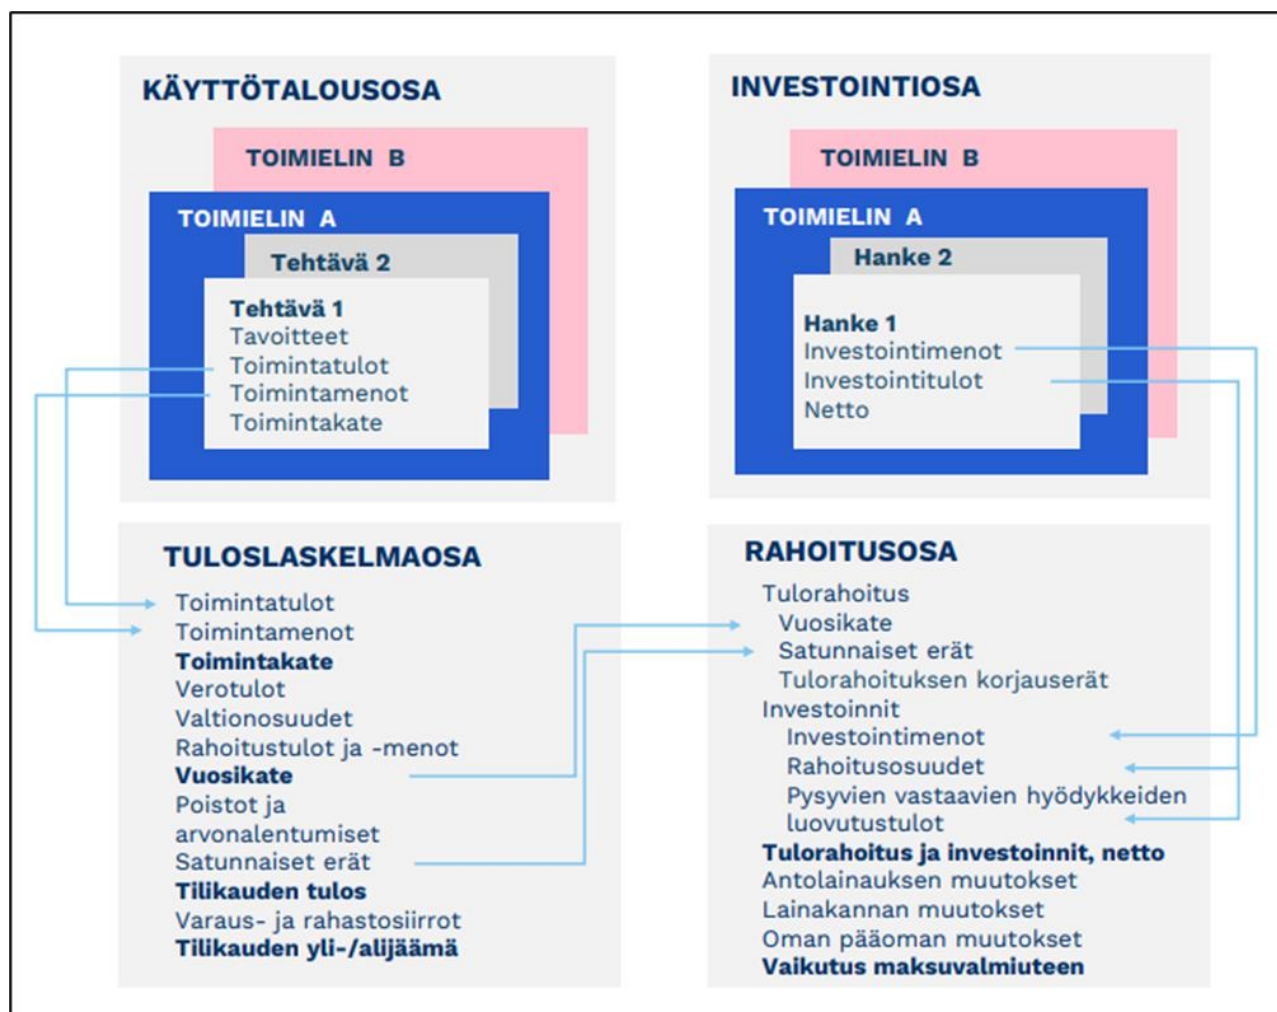 KÄYTTÖTALOUSOSA
TOIMIELIN B
TOIMIELIN A
Tehtävä 2
Tehtävä 1
Tavoitteet
Toimintatulot
Toimintamenot
Toimintakate
INVESTOINTIOSA
TOIMIELIN B
TOIMIELIN A
Hanke 2
Hanke 1
Investointimenot
Investointitulot
Netto
TULOSLASKELMAOSA
Toimintatulot
Toimintamenot
Toimintakate
Verotulot
Valtionosuudet
Rahoitustulot ja -menot
Vuosikate
Poistot ja
arvonalentumiset
Satunnaiset erät
Tilikauden tulos
Varaus- ja rahastosiirrot
Tilikauden yli-/alijäämä
RAHOITUSOSA
Tulorahoitus
Vuosikate
Satunnaiset erät
Tulorahoituksen korjauserät
Investoinnit
Investointimenot
Rahoitusosuudet
Pysyvien vastaavien hyödykkeiden
luovutustulot
Tulorahoitus ja investoinnit, netto
Antolainauksen muutokset
Lainakannan muutokset
Oman pääoman muutokset
Vaikutus maksuvalmiuteen